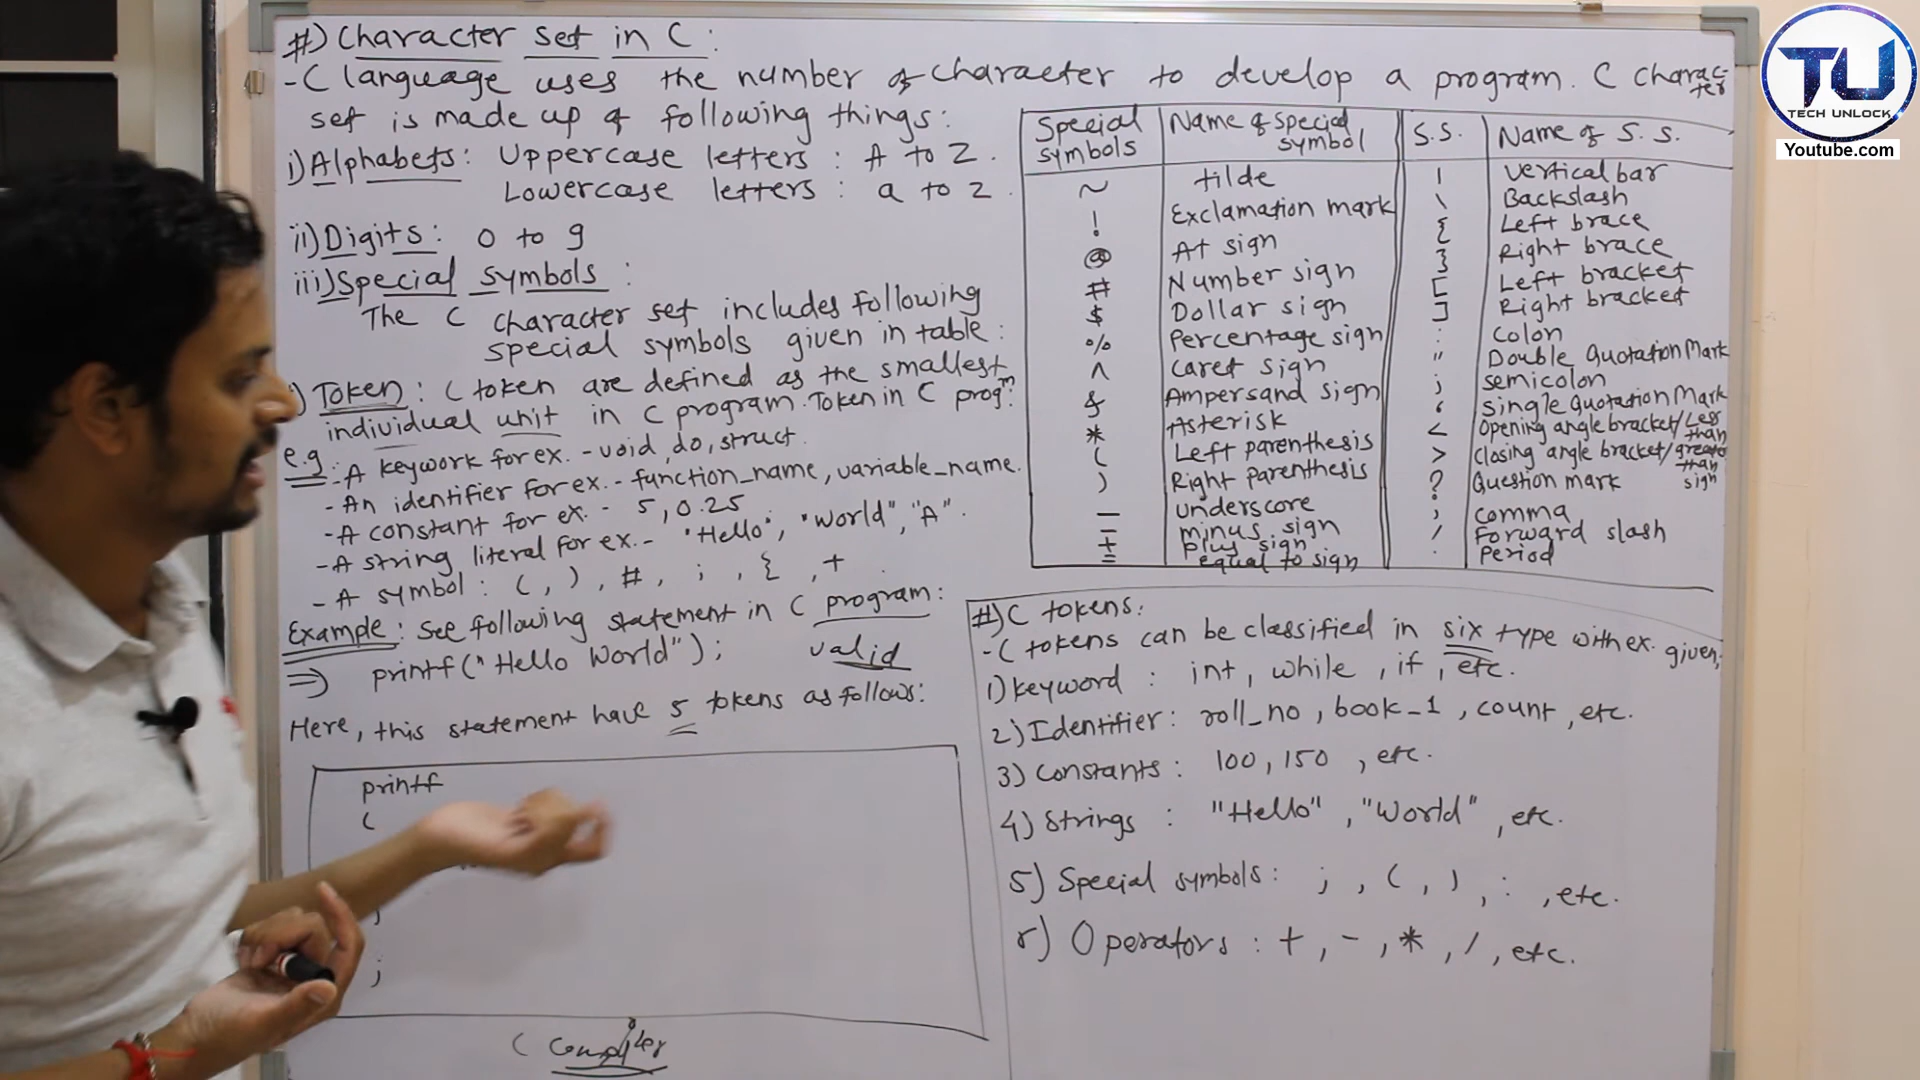 #) Character set in C :
- C language uses the number of character to develop a program. C charac-
ter
set is made up of following things:
i) Alphabets: Uppercase letters : A to Z .
Lowercase letters : a to z .
ii) Digits: 0 to 9
iii) Special symbols :
The C character set includes following
special symbols given in table:
) Token : C token are defined as the smallest
individual unit in C program. Token in C progm.
e.g.
- A keywork for ex. - void, do, struct.
- An identifier for ex. - function_name, variable_name.
- A constant for ex. - 5, 0.25
- A string literal for ex. - "Hello", "World", "A".
- A symbol : ( , ) , # , ; , { , + .
Example: see following statement in C program:
=> printf("Hello World"); valid
Here, this statement have 5 tokens as follows:
printf
(
)
;
C Compiler
Special symbols | Name of special symbol | S.S. | Name of S. S.
~ tilde | Vertical bar
! Exclamation mark \ Backslash
@ At sign { Left brace
# Number sign } Right brace
$ Dollar sign [ Left bracket
% Percentage sign ] Right bracket
^ Caret sign : Colon
& Ampersand sign " Double Quotation Mark
* Asterisk ; semicolon
( Left parenthesis ' Single Quotation Mark
) Right parenthesis < Opening angle bracket/Less than
_ underscore > Closing angle bracket/greater than sign
- minus sign ? Question mark
+ plus sign , comma
= equal to sign / Forward slash
. Period
#) C tokens:
- C tokens can be classified in six type with ex. given;
1) Keyword : int, while , if , etc.
2) Identifier: roll_no , book_1 , count , etc.
3) Constants : 100, 150 , etc.
4) Strings : "Hello" , "World" , etc.
5) Special symbols: ; , ( , ) , : , etc.
r) Operators : + , - , * , / , etc.
TU
TECH UNLOCK
Youtube.com